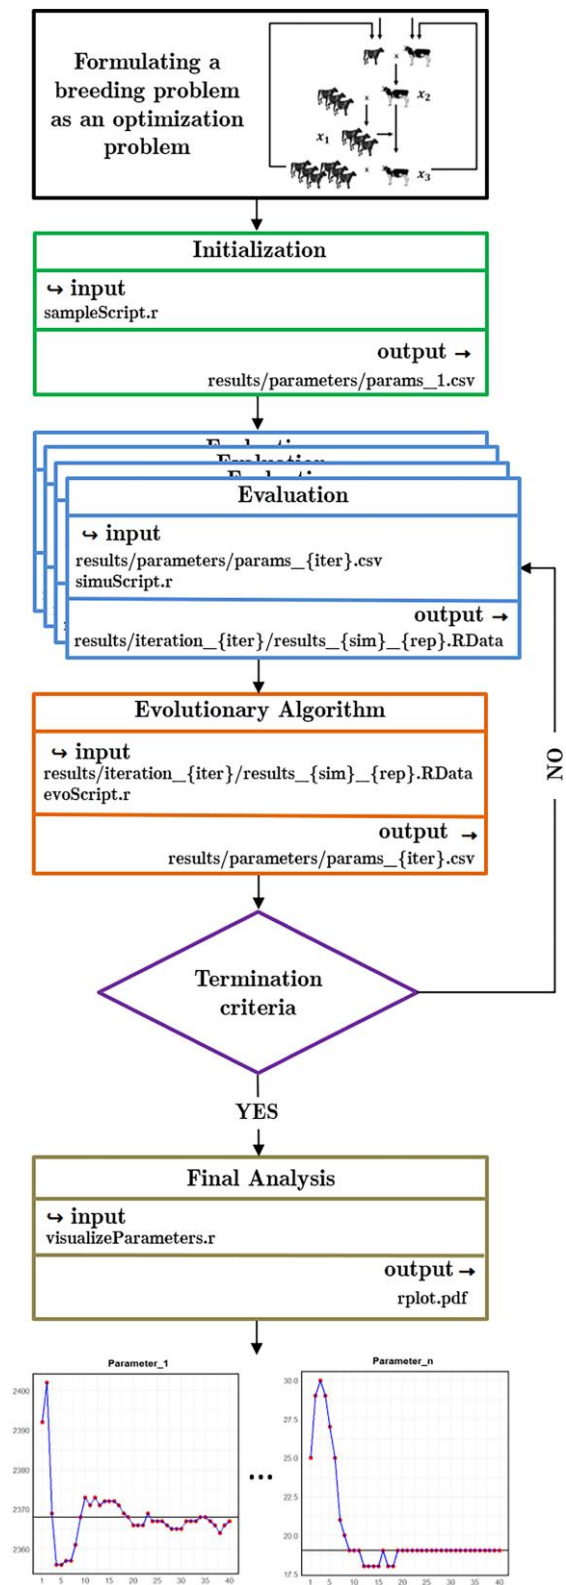 Formulating a
breeding problem
as an optimization
problem
x
x
x₂
x₁
x
x₃
Initialization
↪ input
sampleScript.r
output →
results/parameters/params_1.csv
Evaluation
Evaluation
Evaluation
Evaluation
↪ input
results/parameters/params_{iter}.csv
simuScript.r
output →
results/iteration_{iter}/results_{sim}_{rep}.RData
Evolutionary Algorithm
↪ input
results/iteration_{iter}/results_{sim}_{rep}.RData
evoScript.r
output →
results/parameters/params_{iter}.csv
NO
Termination
criteria
YES
Final Analysis
↪ input
visualizeParameters.r
output →
rplot.pdf
Parameter_1
2400
2390
2380
2370
2360
1 5 10 15 20 25 30 35 40
...
Parameter_n
30.0
27.5
25.0
22.5
20.0
17.5
1 5 10 15 20 25 30 35 40